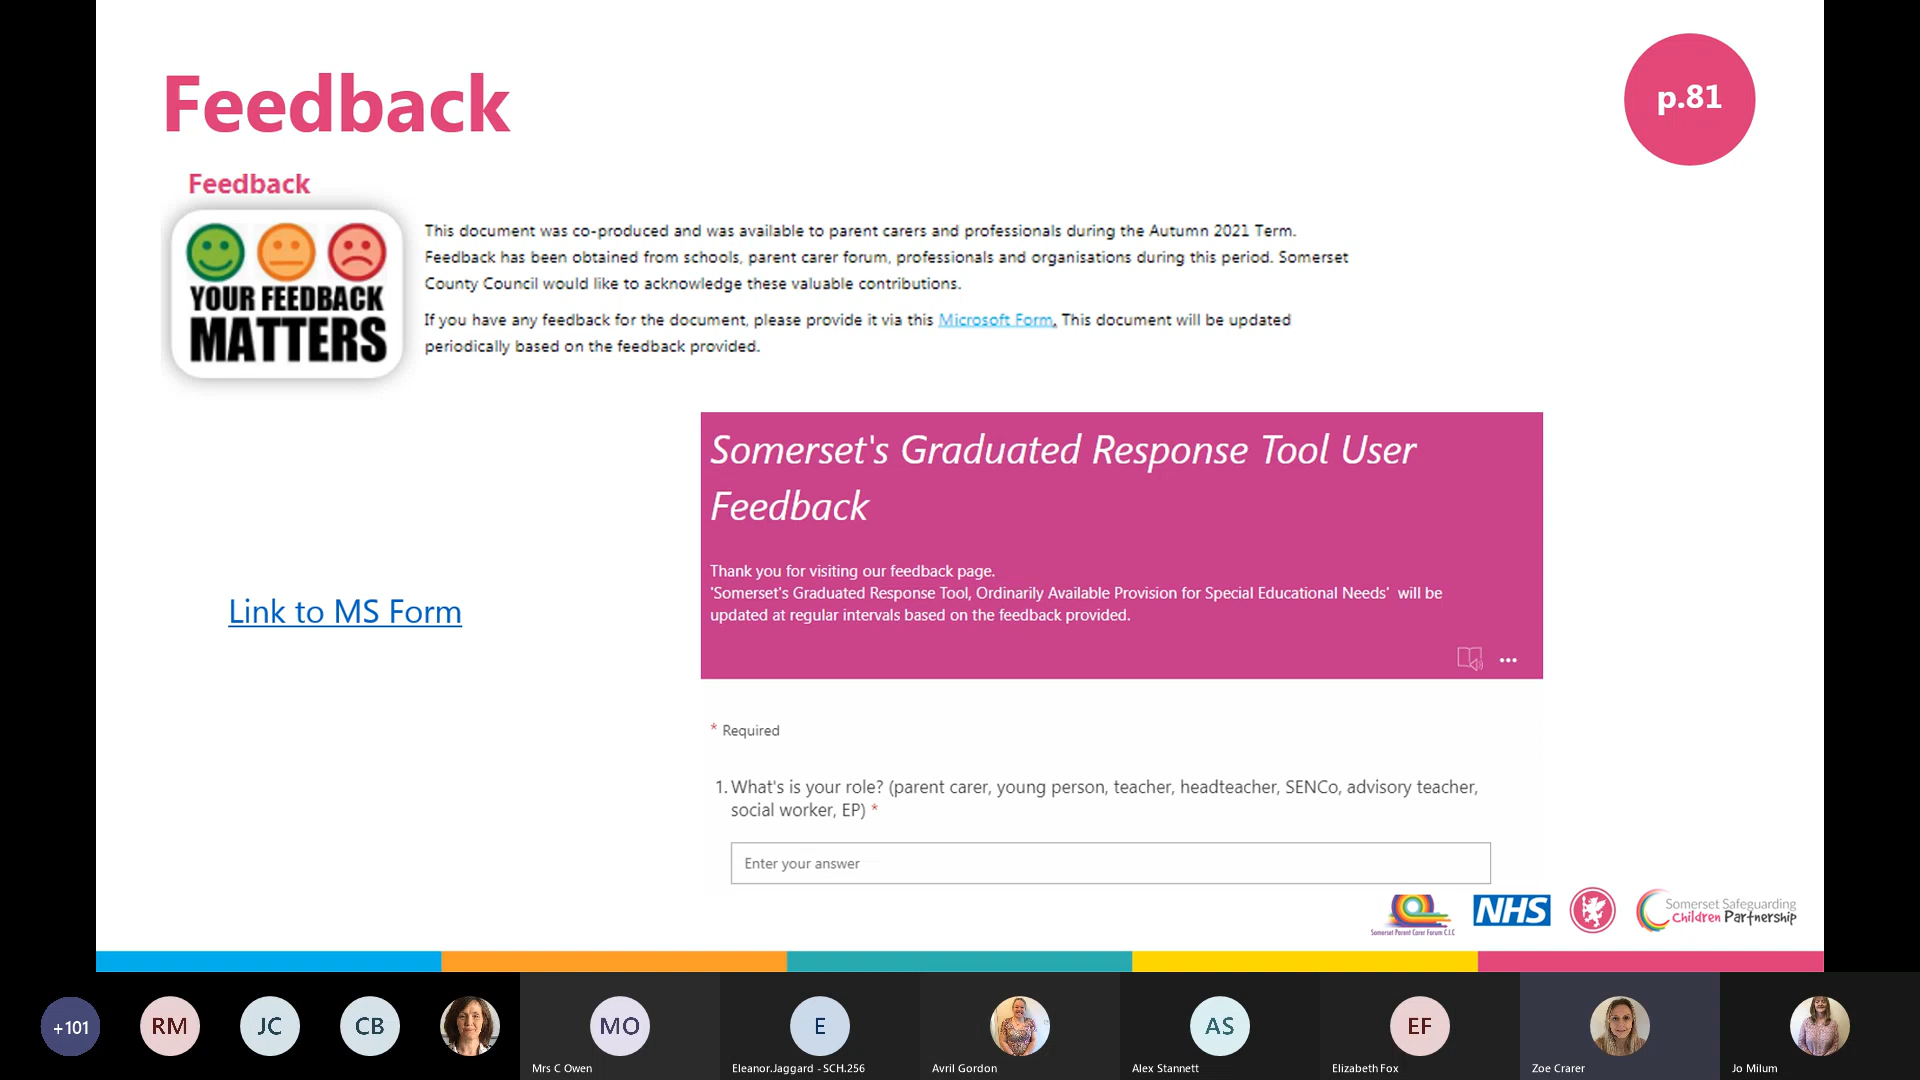 Feedback
p.81
Feedback
YOUR FEEDBACK
MATTERS
This document was co-produced and was available to parent carers and professionals during the Autumn 2021 Term.
Feedback has been obtained from schools, parent carer forum, professionals and organisations during this period. Somerset
County Council would like to acknowledge these valuable contributions.
If you have any feedback for the document, please provide it via this Microsoft Form. This document will be updated
periodically based on the feedback provided.
Link to MS Form
Somerset's Graduated Response Tool User
Feedback
Thank you for visiting our feedback page.
'Somerset's Graduated Response Tool, Ordinarily Available Provision for Special Educational Needs' will be
updated at regular intervals based on the feedback provided.
* Required
1. What's is your role? (parent carer, young person, teacher, headteacher, SENCo, advisory teacher,
social worker, EP) *
Enter your answer
Somerset Parent Carer Forum C.I.C
NHS
Somerset Safeguarding
Children Partnership
+101
RM
JC
CB
MO
E
AS
EF
Mrs C Owen
Eleanor.Jaggard - SCH.256
Avril Gordon
Alex Stannett
Elizabeth Fox
Zoe Crarer
Jo Milum